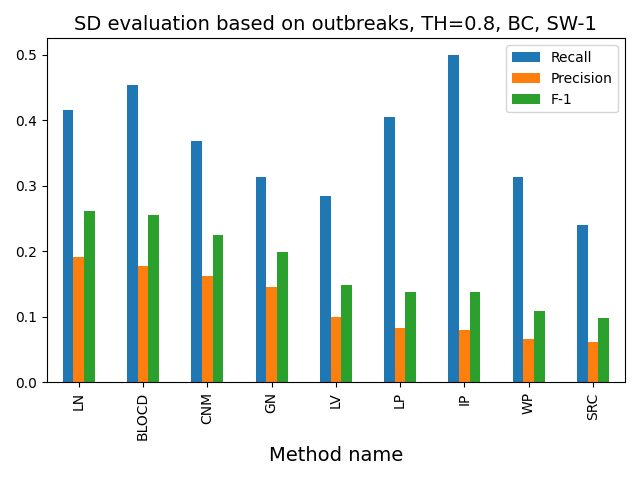 SD evaluation based on outbreaks, TH=0.8, BC, SW-1
Recall
Precision
F-1
0.5
0.4
0.3
0.2
0.1
0.0
LN
BLOCD
CNM
GN
LV
LP
IP
WP
SRC
Method name